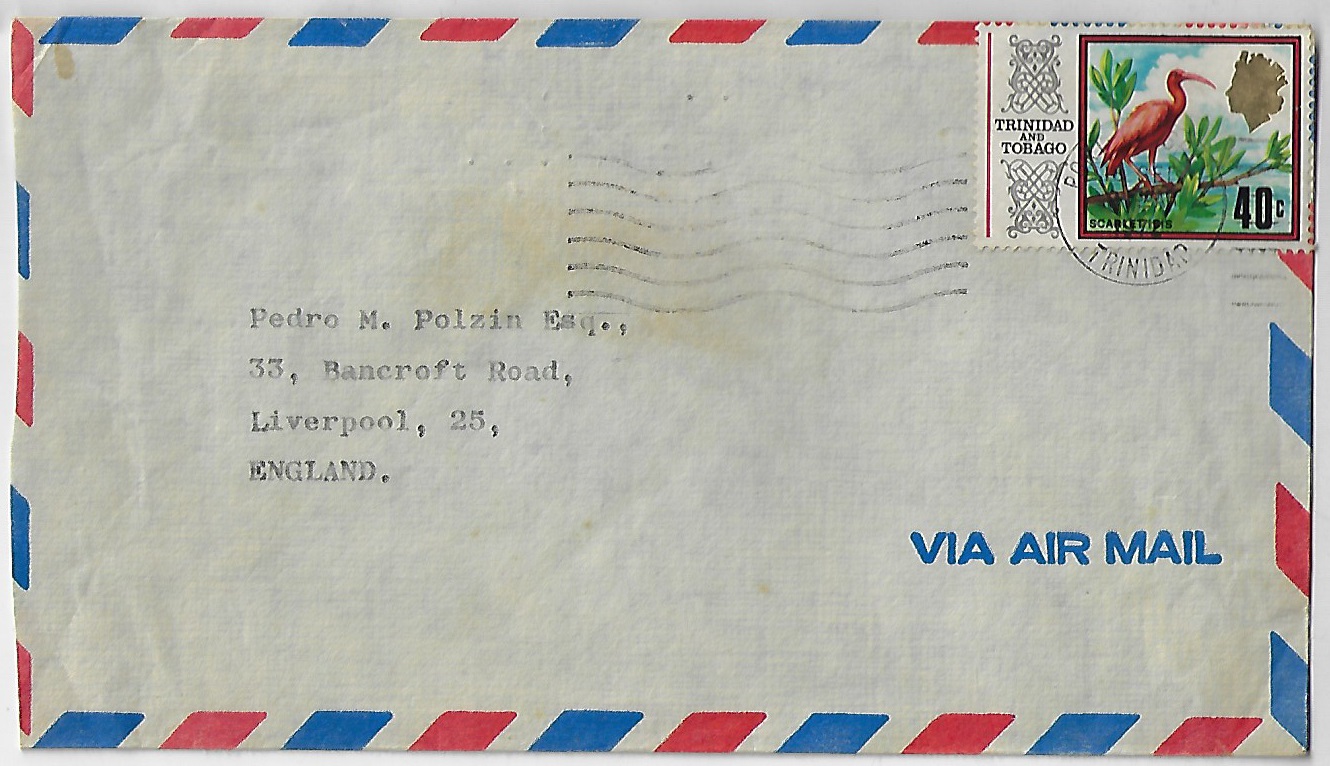 TRINIDAD
AND
TOBAGO
SCARLET IBIS
40c
TRINIDAD
Pedro M. Polzin Esq.,
33, Bancroft Road,
Liverpool, 25,
ENGLAND.
VIA AIR MAIL